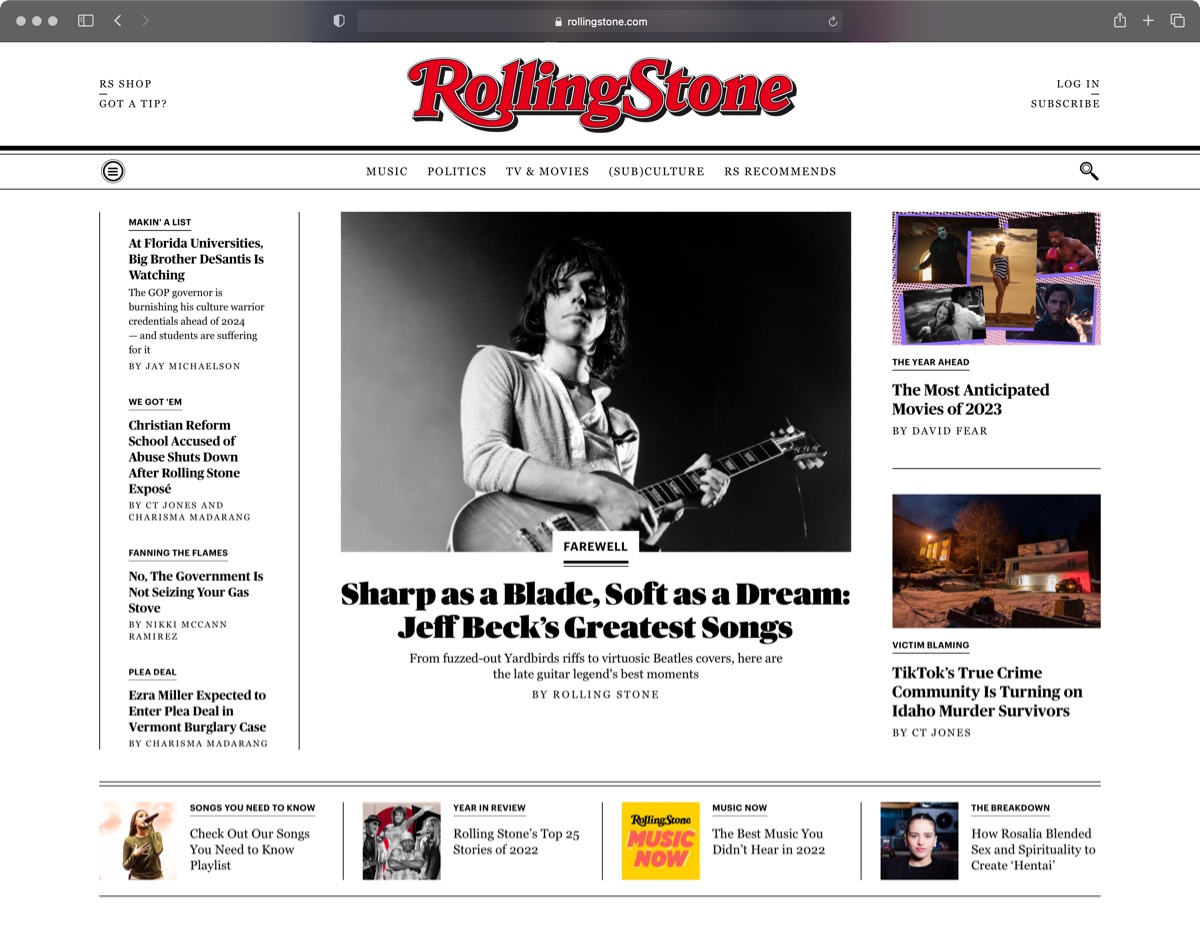 rollingstone.com
RS SHOP
GOT A TIP?
RollingStone
LOG IN
SUBSCRIBE
MUSIC POLITICS TV & MOVIES (SUB)CULTURE RS RECOMMENDS
MAKIN' A LIST
At Florida Universities,
Big Brother DeSantis Is
Watching
The GOP governor is
burnishing his culture warrior
credentials ahead of 2024
— and students are suffering
for it
BY JAY MICHAELSON
WE GOT 'EM
Christian Reform
School Accused of
Abuse Shuts Down
After Rolling Stone
Exposé
BY CT JONES AND
CHARISMA MADARANG
FANNING THE FLAMES
No, The Government Is
Not Seizing Your Gas
Stove
BY NIKKI MCCANN
RAMIREZ
PLEA DEAL
Ezra Miller Expected to
Enter Plea Deal in
Vermont Burglary Case
BY CHARISMA MADARANG
FAREWELL
Sharp as a Blade, Soft as a Dream:
Jeff Beck’s Greatest Songs
From fuzzed-out Yardbirds riffs to virtuosic Beatles covers, here are
the late guitar legend’s best moments
BY ROLLING STONE
THE YEAR AHEAD
The Most Anticipated
Movies of 2023
BY DAVID FEAR
VICTIM BLAMING
TikTok’s True Crime
Community Is Turning on
Idaho Murder Survivors
BY CT JONES
SONGS YOU NEED TO KNOW
Check Out Our Songs
You Need to Know
Playlist
YEAR IN REVIEW
Rolling Stone’s Top 25
Stories of 2022
RollingStone
MUSIC
NOW
MUSIC NOW
The Best Music You
Didn’t Hear in 2022
THE BREAKDOWN
How Rosalía Blended
Sex and Spirituality to
Create ‘Hentai’